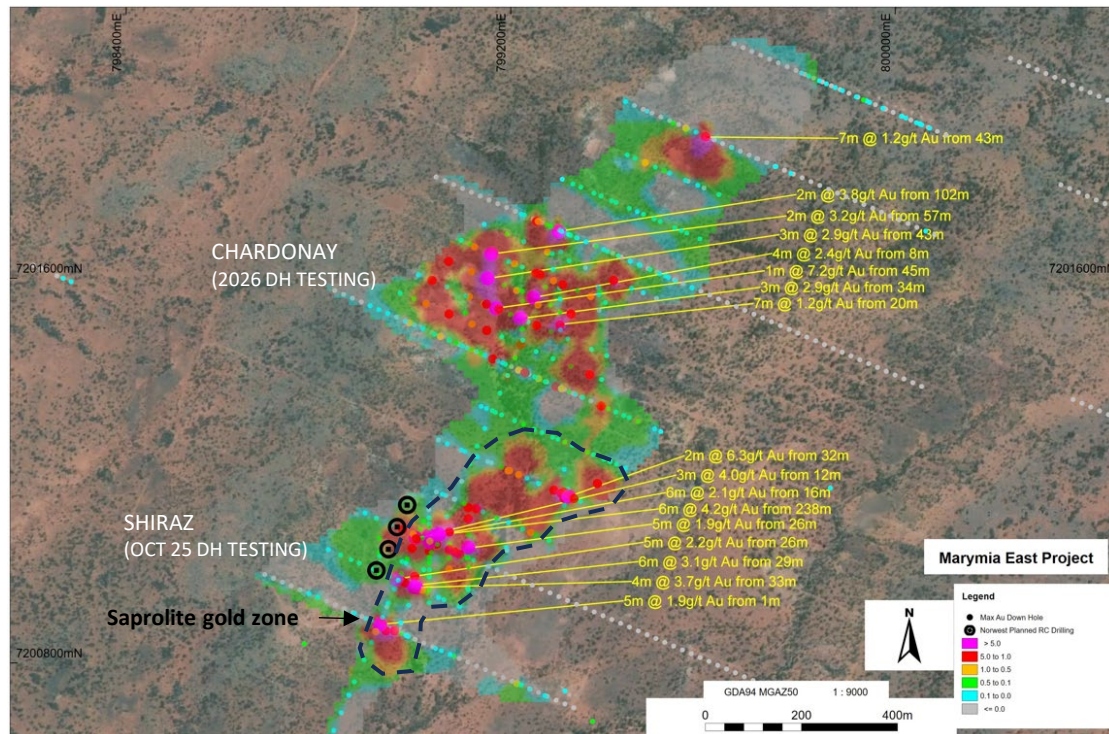 798400mE
799200mE
800000mE
7m @ 1.2g/t Au from 43m
2m @ 3.8g/t Au from 102m
2m @ 3.2g/t Au from 57m
3m @ 2.9g/t Au from 43m
4m @ 2.4g/t Au from 8m
1m @ 7.2g/t Au from 45m
3m @ 2.9g/t Au from 34m
7m @ 1.2g/t Au from 20m
CHARDONAY
(2026 DH TESTING)
7201600mN
7201600mN
2m @ 6.3g/t Au from 32m
3m @ 4.0g/t Au from 12m
6m @ 2.1g/t Au from 16m
6m @ 4.2g/t Au from 238m
5m @ 1.9g/t Au from 26m
5m @ 2.2g/t Au from 26m
6m @ 3.1g/t Au from 29m
4m @ 3.7g/t Au from 33m
5m @ 1.9g/t Au from 1m
SHIRAZ
(OCT 25 DH TESTING)
Saprolite gold zone
7200800mN
Marymia East Project
Legend
Max Au Down Hole
Norwest Planned RC Drilling
> 5.0
5.0 to 1.0
1.0 to 0.5
0.5 to 0.1
0.1 to 0.0
<= 0.0
N
GDA94 MGAZ50 1 : 9000
0 200 400m